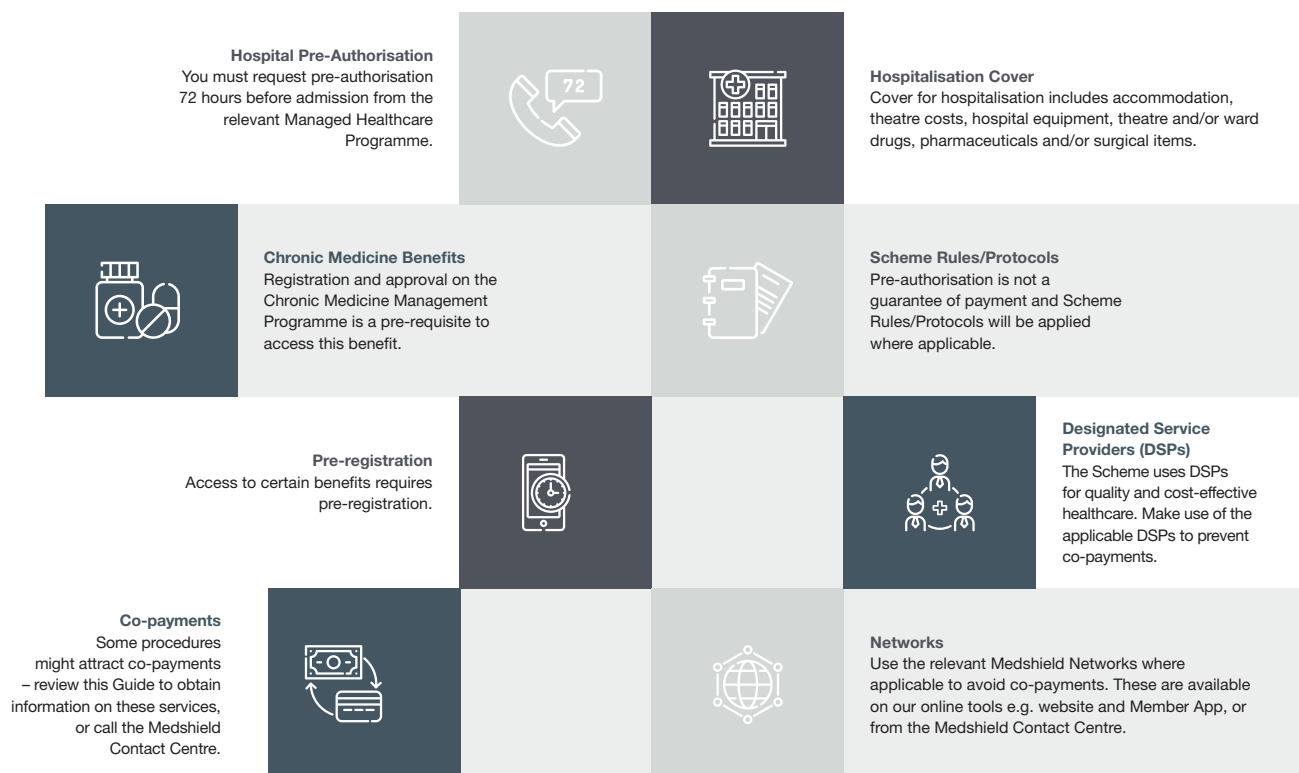 Hospital Pre-Authorisation
You must request pre-authorisation
72 hours before admission from the
relevant Managed Healthcare
Programme.
72
Hospitalisation Cover
Cover for hospitalisation includes accommodation,
theatre costs, hospital equipment, theatre and/or ward
drugs, pharmaceuticals and/or surgical items.
Chronic Medicine Benefits
Registration and approval on the
Chronic Medicine Management
Programme is a pre-requisite to
access this benefit.
Scheme Rules/Protocols
Pre-authorisation is not a
guarantee of payment and Scheme
Rules/Protocols will be applied
where applicable.
Pre-registration
Access to certain benefits requires
pre-registration.
Designated Service
Providers (DSPs)
The Scheme uses DSPs
for quality and cost-effective
healthcare. Make use of the
applicable DSPs to prevent
co-payments.
Co-payments
Some procedures
might attract co-payments
– review this Guide to obtain
information on these services,
or call the Medshield
Contact Centre.
Networks
Use the relevant Medshield Networks where
applicable to avoid co-payments. These are available
on our online tools e.g. website and Member App, or
from the Medshield Contact Centre.